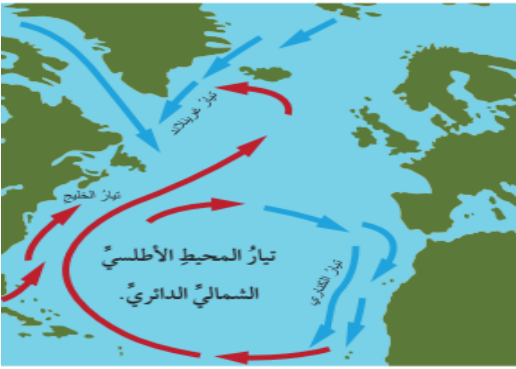 تيارُ غرينلاند
تيارُ الخليج
تيارُ المحيطِ الأطلسيِّ
الشماليِّ الدائريِّ.
تيارُ الكناري